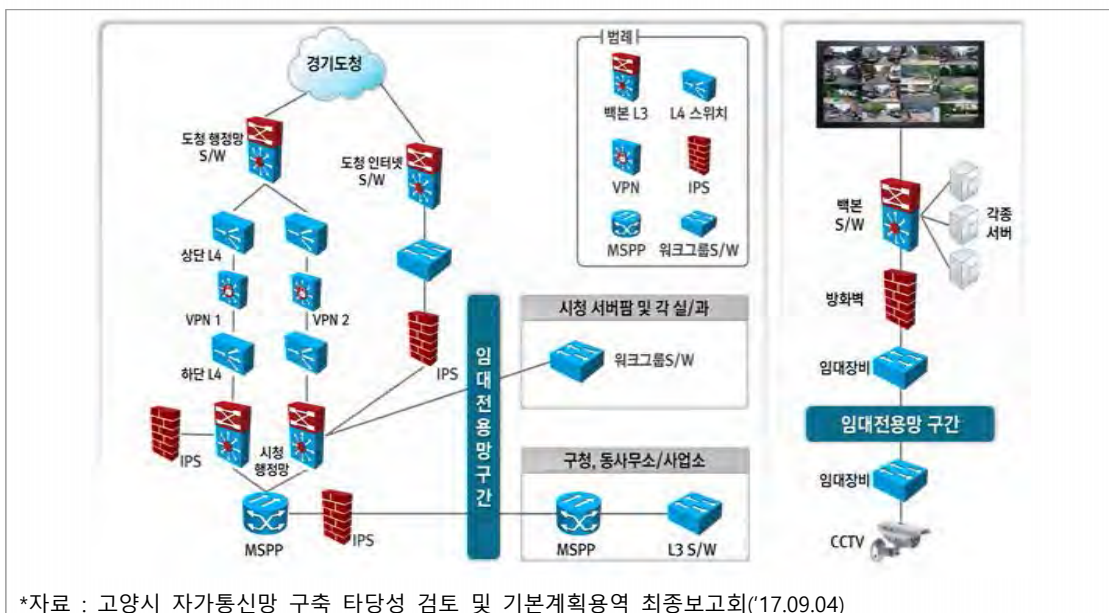 경기도청
도청 행정망
S/W
도청 인터넷
S/W
상단 L4
VPN 1
VPN 2
하단 L4
IPS
IPS
시청
행정망
MSPP
IPS
범례
백본 L3
L4 스위치
VPN
IPS
MSPP
워크그룹S/W
임대전용망구간
시청 서버팜 및 각 실/과
워크그룹S/W
구청, 동사무소/사업소
MSPP
L3 S/W
백본
S/W
각종
서버
방화벽
임대장비
임대전용망 구간
임대장비
CCTV
*자료 : 고양시 자가통신망 구축 타당성 검토 및 기본계획용역 최종보고회('17.09.04)